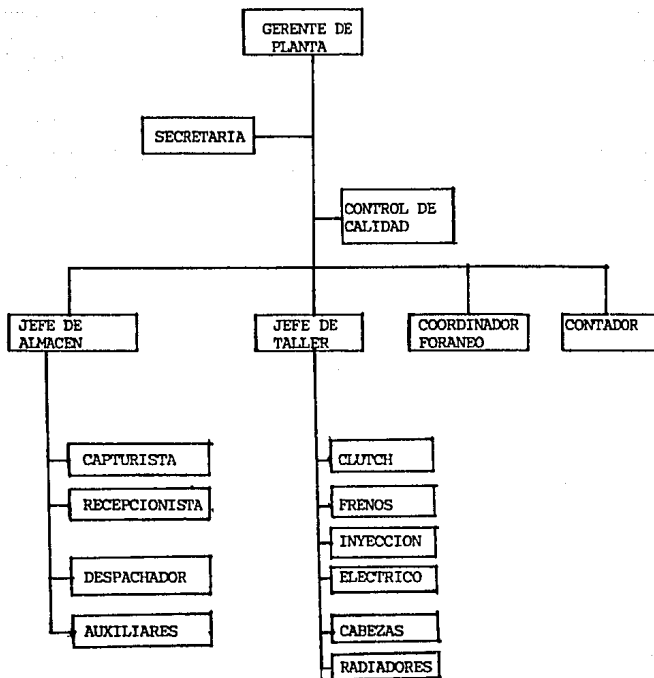 GERENTE DE
PLANTA
SECRETARIA
CONTROL DE
CALIDAD
JEFE DE
ALMACEN
JEFE DE
TALLER
COORDINADOR
FORANEO
CONTADOR
CAPTURISTA
RECEPCIONISTA
DESPACHADOR
AUXILIARES
CLUTCH
FRENOS
INYECCION
ELECTRICO
CABEZAS
RADIADORES